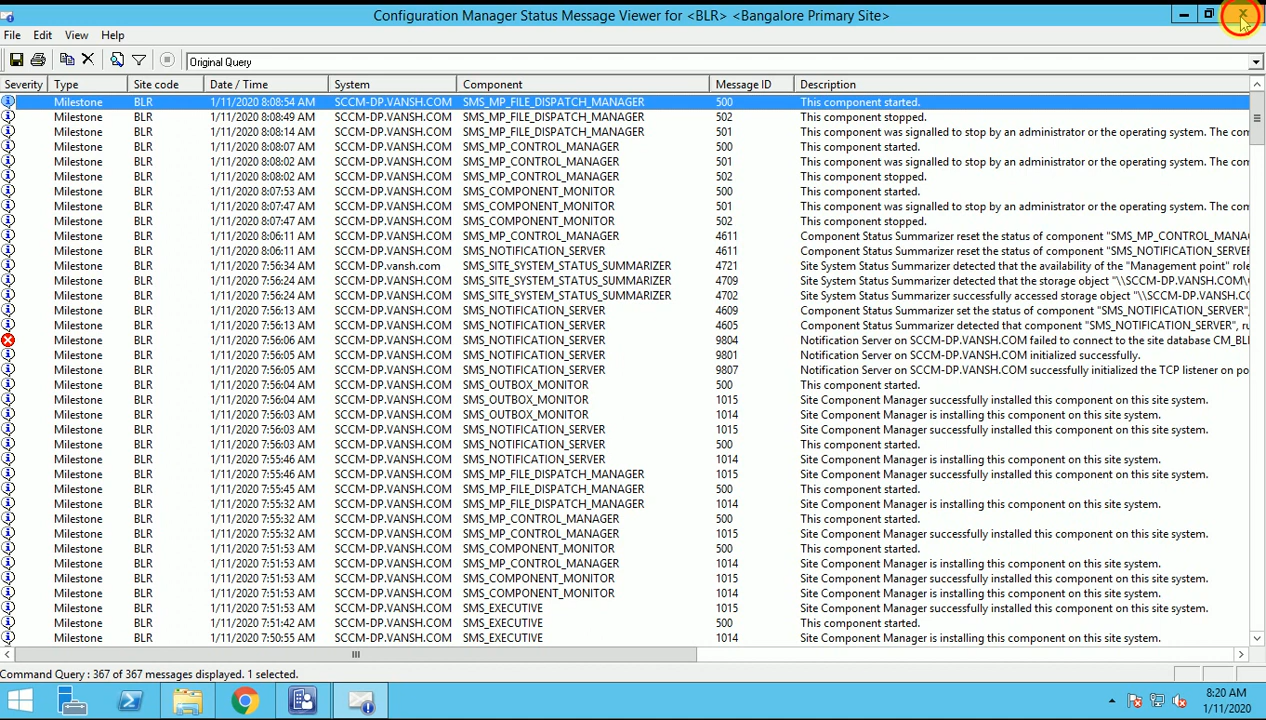 Configuration Manager Status Message Viewer for <BLR> <Bangalore Primary Site>
File Edit View Help
Original Query
Severity Type Site code Date / Time System Component Message ID Description
Milestone BLR 1/11/2020 8:08:54 AM SCCM-DP.VANSH.COM SMS_MP_FILE_DISPATCH_MANAGER 500 This component started.
Milestone BLR 1/11/2020 8:08:49 AM SCCM-DP.VANSH.COM SMS_MP_FILE_DISPATCH_MANAGER 502 This component stopped.
Milestone BLR 1/11/2020 8:08:14 AM SCCM-DP.VANSH.COM SMS_MP_FILE_DISPATCH_MANAGER 501 This component was signalled to stop by an administrator or the operating system. The com
Milestone BLR 1/11/2020 8:08:07 AM SCCM-DP.VANSH.COM SMS_MP_CONTROL_MANAGER 500 This component started.
Milestone BLR 1/11/2020 8:08:02 AM SCCM-DP.VANSH.COM SMS_MP_CONTROL_MANAGER 501 This component was signalled to stop by an administrator or the operating system. The com
Milestone BLR 1/11/2020 8:08:02 AM SCCM-DP.VANSH.COM SMS_MP_CONTROL_MANAGER 502 This component stopped.
Milestone BLR 1/11/2020 8:07:53 AM SCCM-DP.VANSH.COM SMS_COMPONENT_MONITOR 500 This component started.
Milestone BLR 1/11/2020 8:07:47 AM SCCM-DP.VANSH.COM SMS_COMPONENT_MONITOR 501 This component was signalled to stop by an administrator or the operating system. The com
Milestone BLR 1/11/2020 8:07:47 AM SCCM-DP.VANSH.COM SMS_COMPONENT_MONITOR 502 This component stopped.
Milestone BLR 1/11/2020 8:06:11 AM SCCM-DP.VANSH.COM SMS_MP_CONTROL_MANAGER 4611 Component Status Summarizer reset the status of component "SMS_MP_CONTROL_MANA
Milestone BLR 1/11/2020 8:06:11 AM SCCM-DP.VANSH.COM SMS_NOTIFICATION_SERVER 4611 Component Status Summarizer reset the status of component "SMS_NOTIFICATION_SERVER
Milestone BLR 1/11/2020 7:56:34 AM SCCM-DP.vansh.com SMS_SITE_SYSTEM_STATUS_SUMMARIZER 4721 Site System Status Summarizer detected that the availability of the "Management point" role
Milestone BLR 1/11/2020 7:56:24 AM SCCM-DP.VANSH.COM SMS_SITE_SYSTEM_STATUS_SUMMARIZER 4709 Site System Status Summarizer detected that the storage object "\\SCCM-DP.VANSH.COM\
Milestone BLR 1/11/2020 7:56:24 AM SCCM-DP.VANSH.COM SMS_SITE_SYSTEM_STATUS_SUMMARIZER 4702 Site System Status Summarizer successfully accessed storage object "\\SCCM-DP.VANSH.CO
Milestone BLR 1/11/2020 7:56:13 AM SCCM-DP.VANSH.COM SMS_NOTIFICATION_SERVER 4609 Component Status Summarizer set the status of component "SMS_NOTIFICATION_SERVER",
Milestone BLR 1/11/2020 7:56:13 AM SCCM-DP.VANSH.COM SMS_NOTIFICATION_SERVER 4605 Component Status Summarizer detected that component "SMS_NOTIFICATION_SERVER", ru
Milestone BLR 1/11/2020 7:56:06 AM SCCM-DP.VANSH.COM SMS_NOTIFICATION_SERVER 9804 Notification Server on SCCM-DP.VANSH.COM failed to connect to the site database CM_BL
Milestone BLR 1/11/2020 7:56:05 AM SCCM-DP.VANSH.COM SMS_NOTIFICATION_SERVER 9801 Notification Server on SCCM-DP.VANSH.COM initialized successfully.
Milestone BLR 1/11/2020 7:56:05 AM SCCM-DP.VANSH.COM SMS_NOTIFICATION_SERVER 9807 Notification Server on SCCM-DP.VANSH.COM successfully initialized the TCP listener on po
Milestone BLR 1/11/2020 7:56:04 AM SCCM-DP.VANSH.COM SMS_OUTBOX_MONITOR 500 This component started.
Milestone BLR 1/11/2020 7:56:04 AM SCCM-DP.VANSH.COM SMS_OUTBOX_MONITOR 1015 Site Component Manager successfully installed this component on this site system.
Milestone BLR 1/11/2020 7:56:03 AM SCCM-DP.VANSH.COM SMS_OUTBOX_MONITOR 1014 Site Component Manager is installing this component on this site system.
Milestone BLR 1/11/2020 7:56:03 AM SCCM-DP.VANSH.COM SMS_NOTIFICATION_SERVER 1015 Site Component Manager successfully installed this component on this site system.
Milestone BLR 1/11/2020 7:56:03 AM SCCM-DP.VANSH.COM SMS_NOTIFICATION_SERVER 500 This component started.
Milestone BLR 1/11/2020 7:55:46 AM SCCM-DP.VANSH.COM SMS_NOTIFICATION_SERVER 1014 Site Component Manager is installing this component on this site system.
Milestone BLR 1/11/2020 7:55:46 AM SCCM-DP.VANSH.COM SMS_MP_FILE_DISPATCH_MANAGER 1015 Site Component Manager successfully installed this component on this site system.
Milestone BLR 1/11/2020 7:55:45 AM SCCM-DP.VANSH.COM SMS_MP_FILE_DISPATCH_MANAGER 500 This component started.
Milestone BLR 1/11/2020 7:55:32 AM SCCM-DP.VANSH.COM SMS_MP_FILE_DISPATCH_MANAGER 1014 Site Component Manager is installing this component on this site system.
Milestone BLR 1/11/2020 7:55:32 AM SCCM-DP.VANSH.COM SMS_MP_CONTROL_MANAGER 500 This component started.
Milestone BLR 1/11/2020 7:55:32 AM SCCM-DP.VANSH.COM SMS_MP_CONTROL_MANAGER 1015 Site Component Manager successfully installed this component on this site system.
Milestone BLR 1/11/2020 7:51:53 AM SCCM-DP.VANSH.COM SMS_COMPONENT_MONITOR 500 This component started.
Milestone BLR 1/11/2020 7:51:53 AM SCCM-DP.VANSH.COM SMS_MP_CONTROL_MANAGER 1014 Site Component Manager is installing this component on this site system.
Milestone BLR 1/11/2020 7:51:53 AM SCCM-DP.VANSH.COM SMS_COMPONENT_MONITOR 1015 Site Component Manager successfully installed this component on this site system.
Milestone BLR 1/11/2020 7:51:53 AM SCCM-DP.VANSH.COM SMS_COMPONENT_MONITOR 1014 Site Component Manager is installing this component on this site system.
Milestone BLR 1/11/2020 7:51:53 AM SCCM-DP.VANSH.COM SMS_EXECUTIVE 1015 Site Component Manager successfully installed this component on this site system.
Milestone BLR 1/11/2020 7:51:42 AM SCCM-DP.VANSH.COM SMS_EXECUTIVE 500 This component started.
Milestone BLR 1/11/2020 7:50:55 AM SCCM-DP.VANSH.COM SMS_EXECUTIVE 1014 Site Component Manager is installing this component on this site system.
Command Query : 367 of 367 messages displayed. 1 selected.
8:20 AM
1/11/2020